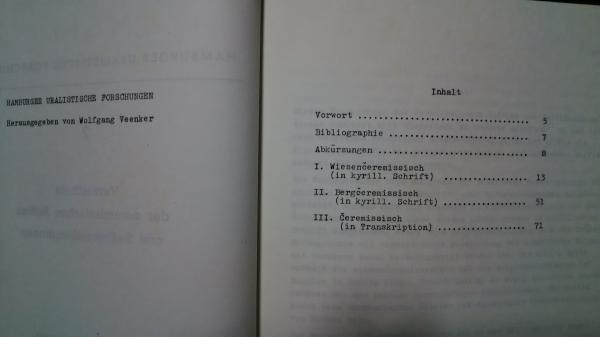 HAMBURGER URALISTISCHE FORSCHUNGEN
Herausgegeben von Wolfgang Veenker
Inhalt
Vorwort ................................. 5
Bibliographie ........................... 7
Abkürzungen ............................. 8
I. Wiesenčeremissisch
(in kyrill. Schrift) ................ 13
II. Bergčeremissisch
(in kyrill. Schrift) ................ 51
III. Čeremissisch
(in Transkription) ................. 71